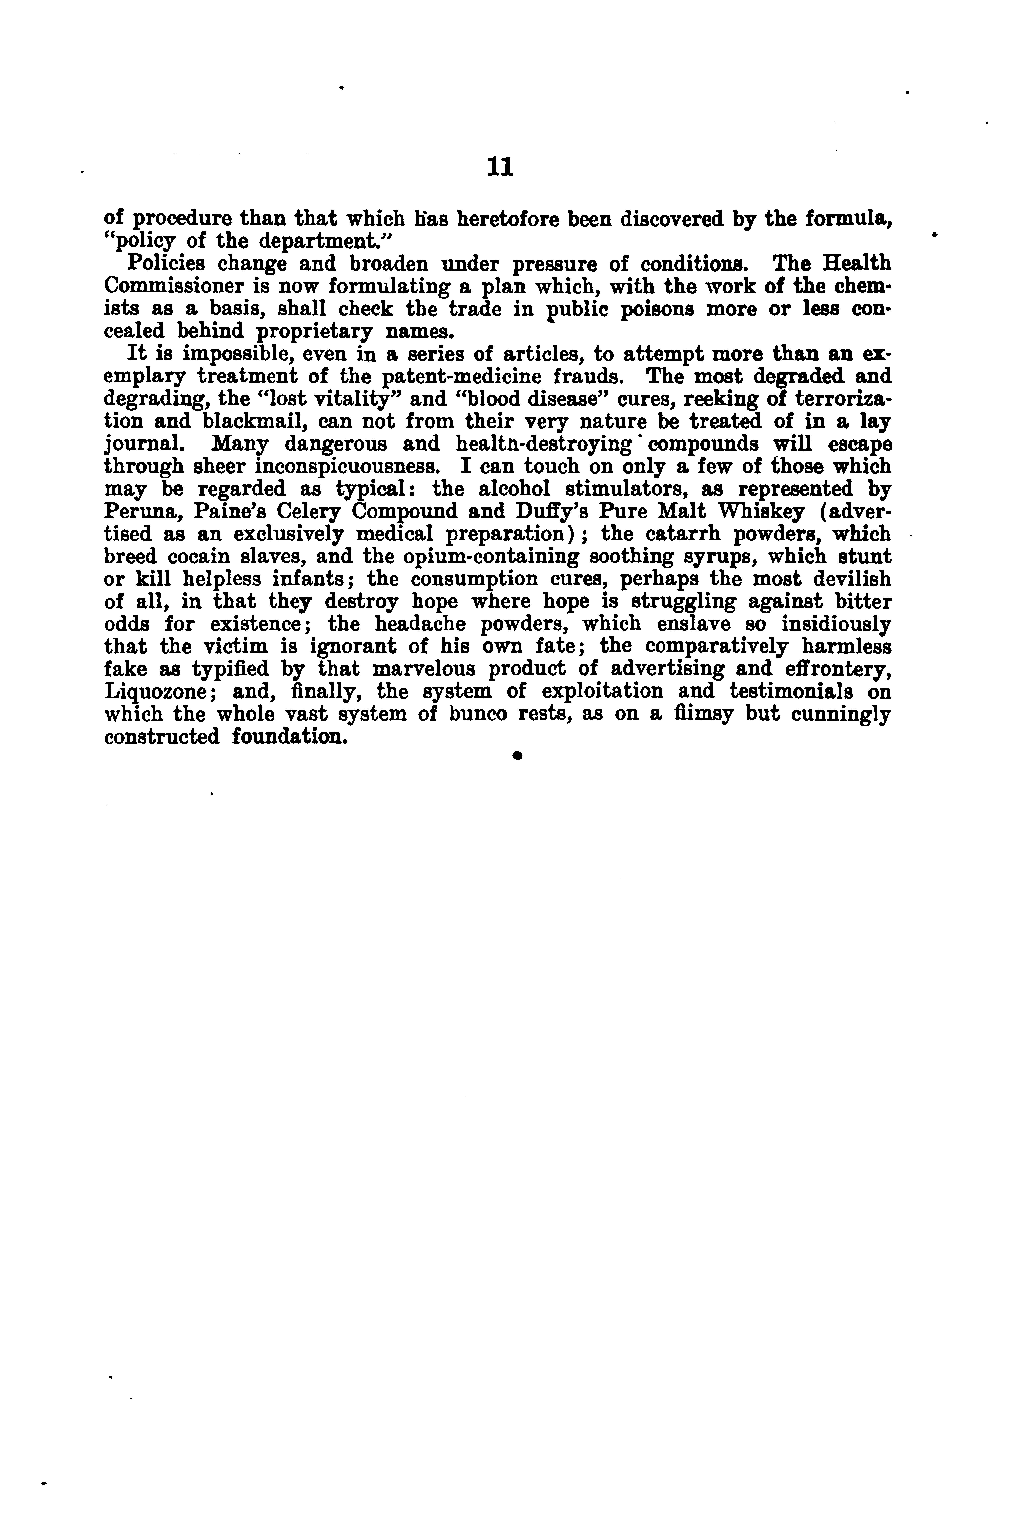 11
of procedure than that which has heretofore been discovered by the formula,
“policy of the department.”
Policies change and broaden under pressure of conditions. The Health
Commissioner is now formulating a plan which, with the work of the chem-
ists as a basis, shall check the trade in public poisons more or less con-
cealed behind proprietary names.
It is impossible, even in a series of articles, to attempt more than an ex-
emplary treatment of the patent-medicine frauds. The most degraded and
degrading, the “lost vitality” and “blood disease” cures, reeking of terroriza-
tion and blackmail, can not from their very nature be treated of in a lay
journal. Many dangerous and health-destroying compounds will escape
through sheer inconspicuousness. I can touch on only a few of those which
may be regarded as typical: the alcohol stimulators, as represented by
Peruna, Paine’s Celery Compound and Duffy’s Pure Malt Whiskey (adver-
tised as an exclusively medical preparation); the catarrh powders, which
breed cocain slaves, and the opium-containing soothing syrups, which stunt
or kill helpless infants; the consumption cures, perhaps the most devilish
of all, in that they destroy hope where hope is struggling against bitter
odds for existence; the headache powders, which enslave so insidiously
that the victim is ignorant of his own fate; the comparatively harmless
fake as typified by that marvelous product of advertising and effrontery,
Liquozone; and, finally, the system of exploitation and testimonials on
which the whole vast system of bunco rests, as on a flimsy but cunningly
constructed foundation.